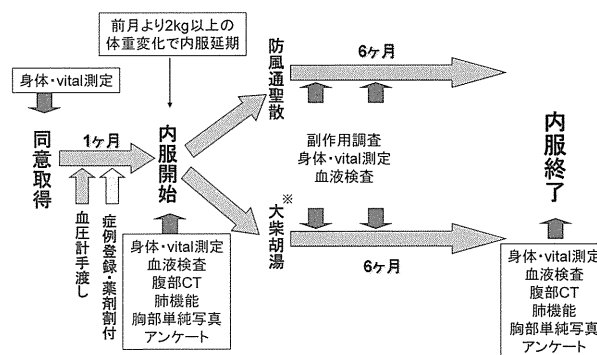 前月より2kg以上の
体重変化で内服延期
身体・vital測定
同意取得
1ヶ月
血圧計手渡し
症例登録・薬剤割付
内服開始
身体・vital測定
血液検査
腹部CT
肺機能
胸部単純写真
アンケート
防風通聖散
6ヶ月
副作用調査
身体・vital測定
血液検査
※
大柴胡湯
6ヶ月
内服終了
身体・vital測定
血液検査
腹部CT
肺機能
胸部単純写真
アンケート